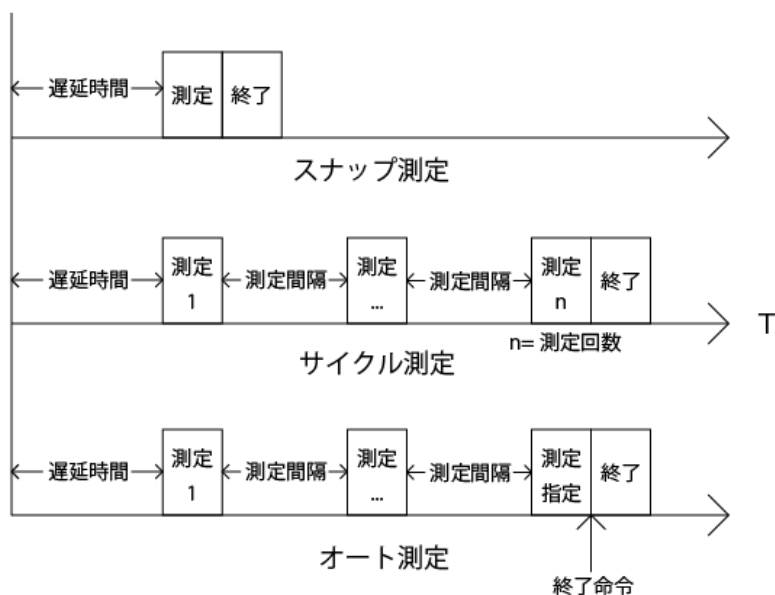 遅延時間 測定 終了
スナップ測定
遅延時間 測定 1 測定間隔 測定 ... 測定間隔 測定 n 終了
T
n= 測定回数
サイクル測定
遅延時間 測定 1 測定間隔 測定 ... 測定間隔 測定 指定 終了
オート測定
終了命令